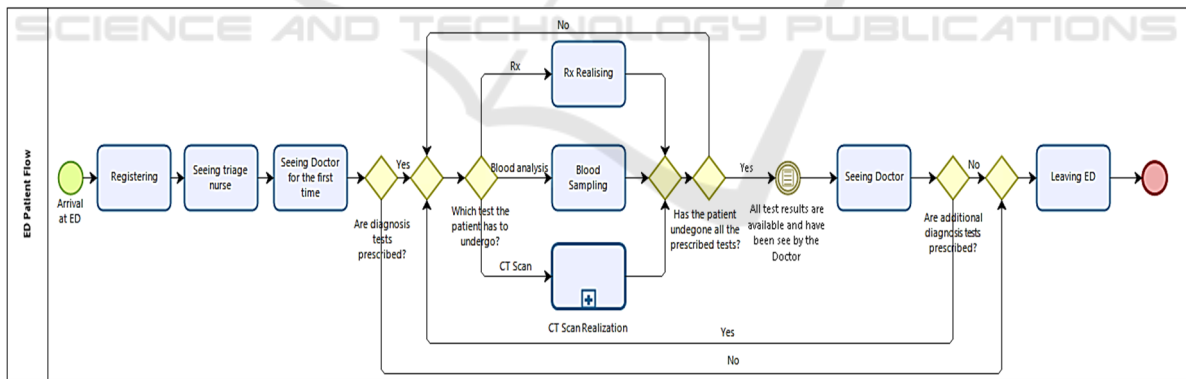 SCIENCE AND TECHNOLOGY PUBLICATIONS
ED Patient Flow
Arrival
at ED
Registering
Seeing triage
nurse
Seeing Doctor
for the first
time
Are diagnosis
tests
prescribed?
Yes
No
Which test the
patient has to
undergo?
Rx
Rx Realising
Blood analysis
Blood
Sampling
CT Scan
CT Scan Realization
Has the patient
undegone all the
prescribed tests?
No
Yes
All test results are
available and have
been see by the
Doctor
Seeing Doctor
Are additional
diagnosis tests
prescribed?
Yes
No
Leaving ED